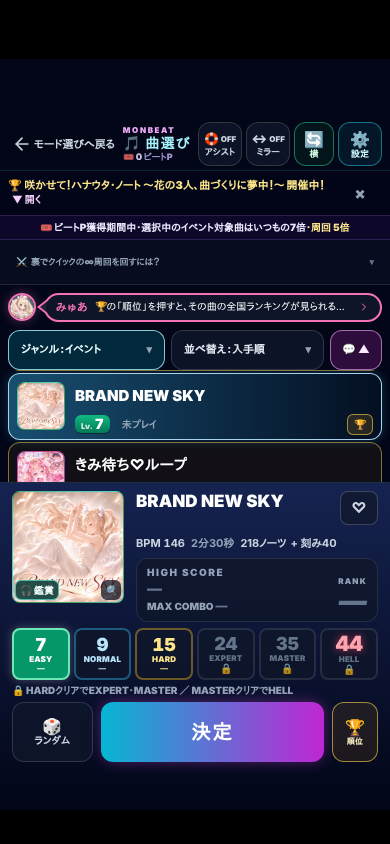 MONBEAT
← モード選びへ戻る
🎵 曲選び
🎟 0 ビートP
OFF
アシスト
↔ OFF
ミラー
横
設定
🏆 咲かせて!ハナウタ・ノート 〜花の3人、曲づくりに夢中!〜 開催中!
▼ 開く
✖
🎟 ビートP獲得期間中・選択中のイベント対象曲はいつもの7倍・周回 5倍
⚔ 裏でクイックの∞周回を回すには? ▼
みゅあ 🏆の「順位」を押すと、その曲の全国ランキングが見られる… 〉
ジャンル:イベント ▼
並べ替え:入手順 ▼
💬 ▲
BRAND NEW SKY
Lv. 7 未プレイ
きみ待ち♡ループ
BRAND NEW SKY
♡
BPM 146 2分30秒 218ノーツ + 刻み40
HIGH SCORE
—
RANK
—
MAX COMBO —
BRAND NEW SKY
🎧 鑑賞
7
EASY
—
9
NORMAL
—
15
HARD
—
24
EXPERT
🔒
35
MASTER
🔒
44
HELL
🔒
🔒 HARDクリアでEXPERT・MASTER ／ MASTERクリアでHELL
🎲
ランダム
決定
🏆
順位